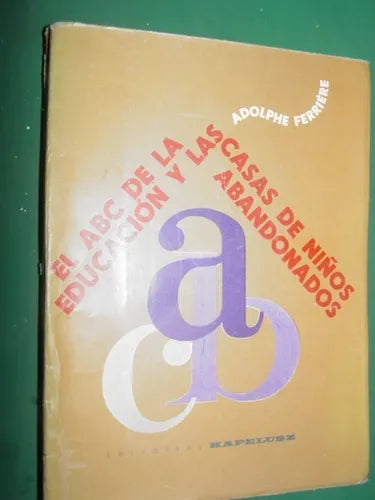 ADOLPHE FERRIÈRE
EL ABC DE LA
EDUCACIÓN Y LAS
CASAS DE NIÑOS
ABANDONADOS
a
c b
EDITORIAL KAPELUSZ